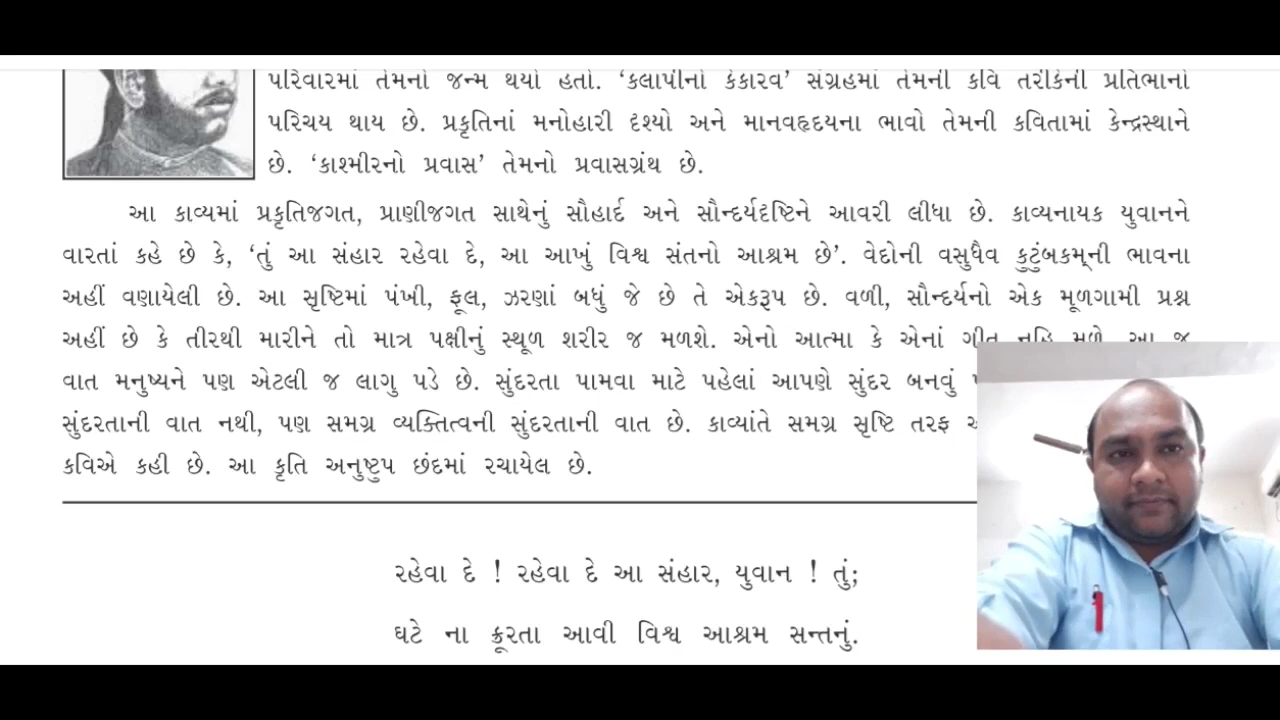 પરિવારમાં તેમનો જન્મ થયો હતો. ‘કલાપીનો કેકારવ’ સંગ્રહમાં તેમની કવિ તરીકેની પ્રતિભાનો
પરિચય થાય છે. પ્રકૃતિનાં મનોહારી દૃશ્યો અને માનવહૃદયના ભાવો તેમની કવિતામાં કેન્દ્રસ્થાને
છે. ‘કાશ્મીરનો પ્રવાસ’ તેમનો પ્રવાસગ્રંથ છે.
આ કાવ્યમાં પ્રકૃતિજગત, પ્રાણીજગત સાથેનું સૌહાર્દ અને સૌન્દર્યદૃષ્ટિને આવરી લીધા છે. કાવ્યનાયક યુવાનને
વારતાં કહે છે કે, ‘તું આ સંહાર રહેવા દે, આ આખું વિશ્વ સંતનો આશ્રમ છે’. વેદોની વસુધૈવ કુટુંબકમ્ની ભાવના
અહીં વણાયેલી છે. આ સૃષ્ટિમાં પંખી, ફૂલ, ઝરણાં બધું જે છે તે એકરૂપ છે. વળી, સૌન્દર્યનો એક મૂળગામી પ્રશ્ન
અહીં છે કે તીરથી મારીને તો માત્ર પક્ષીનું સ્થૂળ શરીર જ મળશે. એનો આત્મા કે એનાં ગીત નહિ મળે. આ જ
વાત મનુષ્યને પણ એટલી જ લાગુ પડે છે. સુંદરતા પામવા માટે પહેલાં આપણે સુંદર બનવું
સુંદરતાની વાત નથી, પણ સમગ્ર વ્યક્તિત્વની સુંદરતાની વાત છે. કાવ્યાંતે સમગ્ર સૃષ્ટિ તરફ
કવિએ કહી છે. આ કૃતિ અનુષ્ટુપ છંદમાં રચાયેલ છે.
રહેવા દે ! રહેવા દે આ સંહાર, યુવાન ! તું;
ઘટે ના ક્રૂરતા આવી વિશ્વ આશ્રમ સન્તનું.